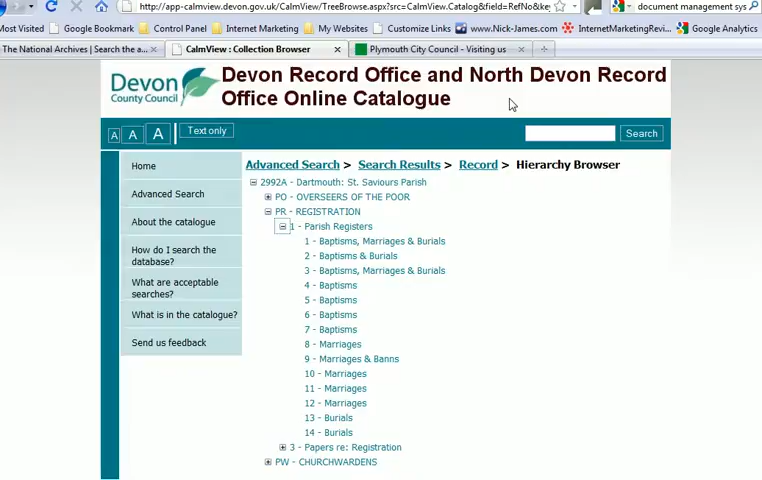 http://app-calmview.devon.gov.uk/CalmView/TreeBrowse.aspx?src=CalmView.Catalog&field=RefNo&key
document management sys
Most Visited Google Bookmark Control Panel Internet Marketing My Websites Customize Links www.Nick-James.com InternetMarketingRevi... Google Analytics
The National Archives | Search the a... CalmView : Collection Browser Plymouth City Council - Visiting us
Devon County Council
Devon Record Office and North Devon Record
Office Online Catalogue
A A A Text only Search
Home
Advanced Search
About the catalogue
How do I search the
database?
What are acceptable
searches?
What is in the catalogue?
Send us feedback
Advanced Search > Search Results > Record > Hierarchy Browser
2992A - Dartmouth: St. Saviours Parish
PO - OVERSEERS OF THE POOR
PR - REGISTRATION
1 - Parish Registers
1 - Baptisms, Marriages & Burials
2 - Baptisms & Burials
3 - Baptisms, Marriages & Burials
4 - Baptisms
5 - Baptisms
6 - Baptisms
7 - Baptisms
8 - Marriages
9 - Marriages & Banns
10 - Marriages
11 - Marriages
12 - Marriages
13 - Burials
14 - Burials
3 - Papers re: Registration
PW - CHURCHWARDENS